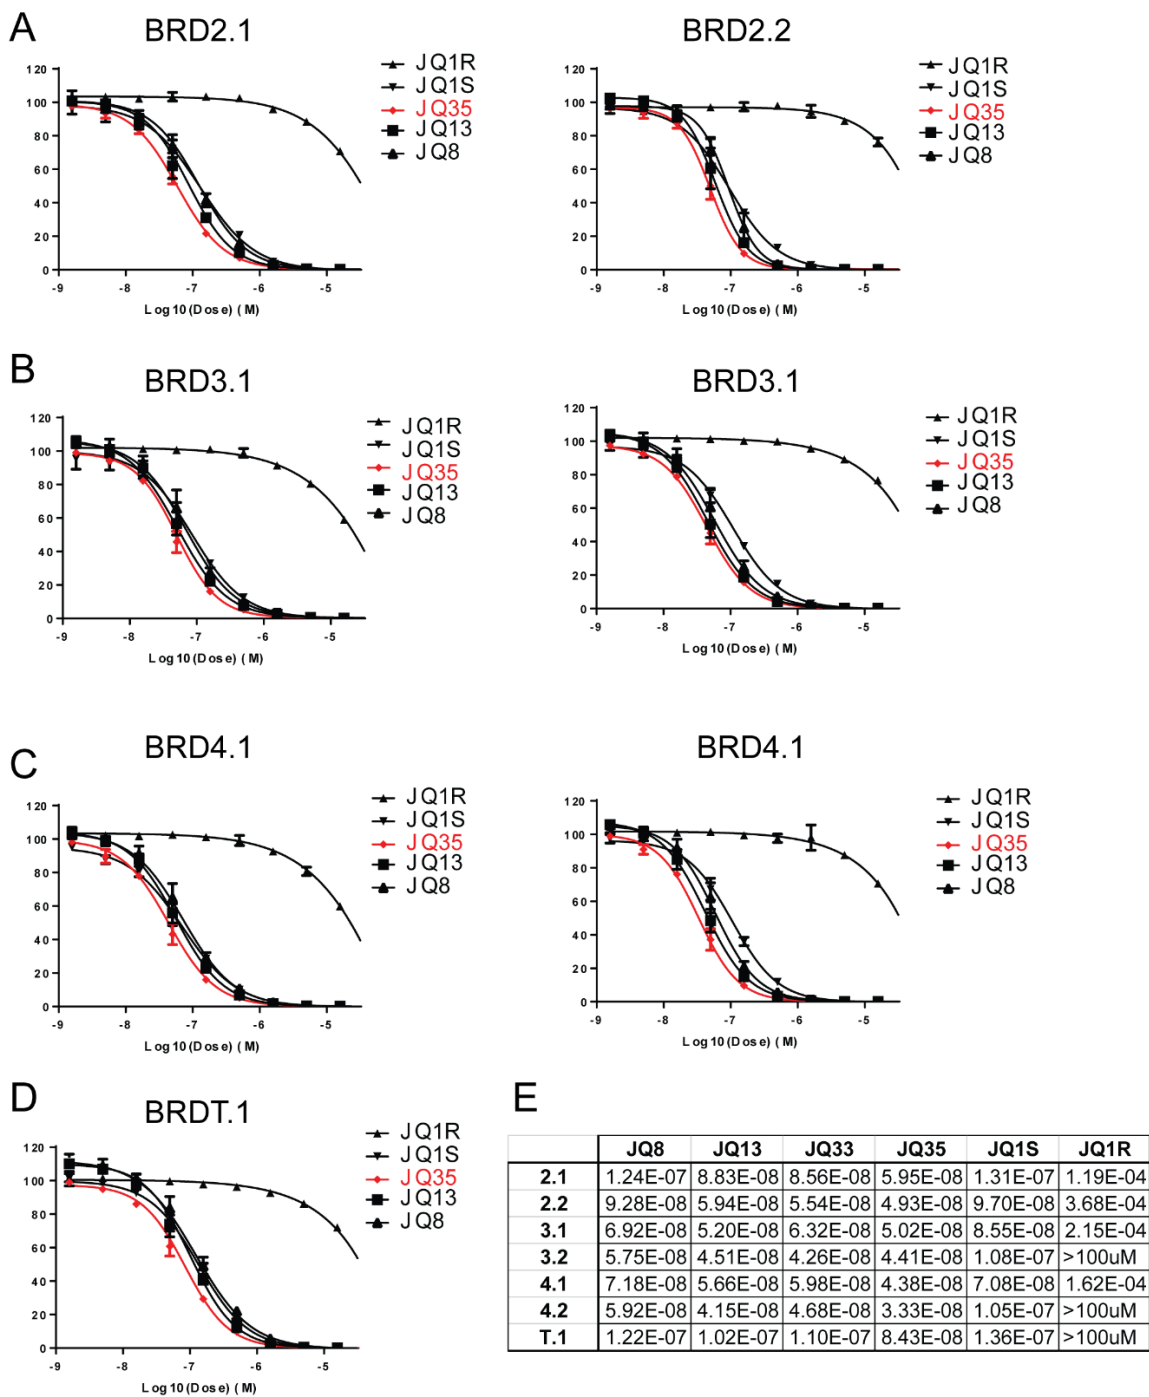 A
BRD2.1
120
100
80
60
40
20
0
-9 -8 -7 -6 -5
Log10(Dose) (M)
JQ1R
JQ1S
JQ35
JQ13
JQ8
BRD2.2
120
100
80
60
40
20
0
-9 -8 -7 -6 -5
Log10(Dose) (M)
JQ1R
JQ1S
JQ35
JQ13
JQ8
B
BRD3.1
120
100
80
60
40
20
0
-9 -8 -7 -6 -5
Log10(Dose) (M)
JQ1R
JQ1S
JQ35
JQ13
JQ8
BRD3.1
120
100
80
60
40
20
0
-9 -8 -7 -6 -5
Log10(Dose) (M)
JQ1R
JQ1S
JQ35
JQ13
JQ8
C
BRD4.1
120
100
80
60
40
20
0
-9 -8 -7 -6 -5
Log10(Dose) (M)
JQ1R
JQ1S
JQ35
JQ13
JQ8
BRD4.1
120
100
80
60
40
20
0
-9 -8 -7 -6 -5
Log10(Dose) (M)
JQ1R
JQ1S
JQ35
JQ13
JQ8
D
BRDT.1
120
100
80
60
40
20
0
-9 -8 -7 -6 -5
Log10(Dose) (M)
JQ1R
JQ1S
JQ35
JQ13
JQ8
E
JQ8 JQ13 JQ33 JQ35 JQ1S JQ1R
2.1 1.24E-07 8.83E-08 8.56E-08 5.95E-08 1.31E-07 1.19E-04
2.2 9.28E-08 5.94E-08 5.54E-08 4.93E-08 9.70E-08 3.68E-04
3.1 6.92E-08 5.20E-08 6.32E-08 5.02E-08 8.55E-08 2.15E-04
3.2 5.75E-08 4.51E-08 4.26E-08 4.41E-08 1.08E-07 >100uM
4.1 7.18E-08 5.66E-08 5.98E-08 4.38E-08 7.08E-08 1.62E-04
4.2 5.92E-08 4.15E-08 4.68E-08 3.33E-08 1.05E-07 >100uM
T.1 1.22E-07 1.02E-07 1.10E-07 8.43E-08 1.36E-07 >100uM